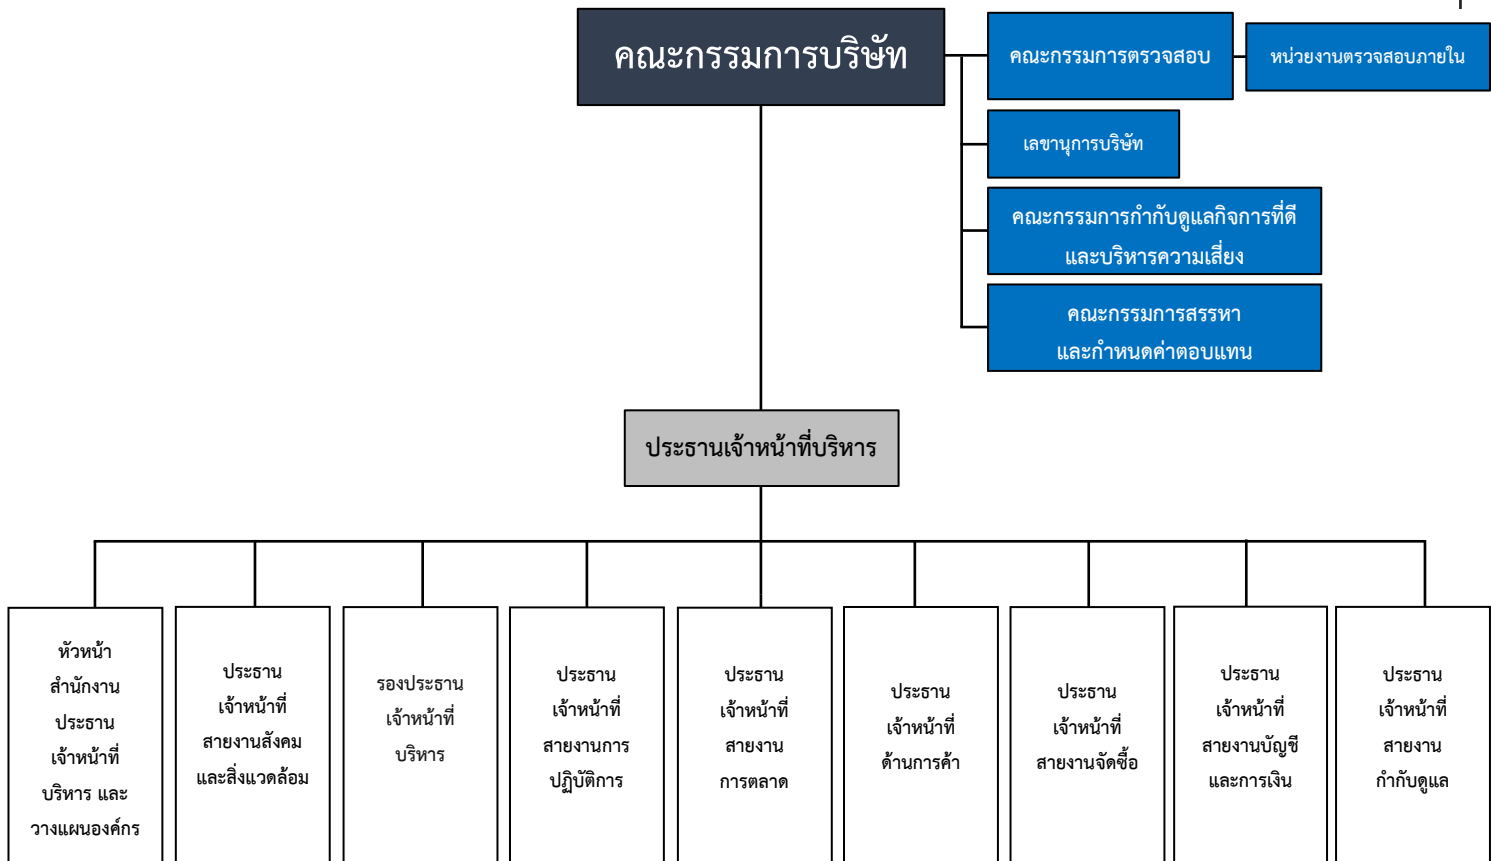 คณะกรรมการบริษัท
คณะกรรมการตรวจสอบ
หน่วยงานตรวจสอบภายใน
เลขานุการบริษัท
คณะกรรมการกำกับดูแลกิจการที่ดี
และบริหารความเสี่ยง
คณะกรรมการสรรหา
และกำหนดค่าตอบแทน
ประธานเจ้าหน้าที่บริหาร
หัวหน้า
สำนักงาน
ประธาน
เจ้าหน้าที่
บริหาร และ
วางแผนองค์กร
ประธาน
เจ้าหน้าที่
สายงานสังคม
และสิ่งแวดล้อม
รองประธาน
เจ้าหน้าที่
บริหาร
ประธาน
เจ้าหน้าที่
สายงานการ
ปฏิบัติการ
ประธาน
เจ้าหน้าที่
สายงาน
การตลาด
ประธาน
เจ้าหน้าที่
ด้านการค้า
ประธาน
เจ้าหน้าที่
สายงานจัดซื้อ
ประธาน
เจ้าหน้าที่
สายงานบัญชี
และการเงิน
ประธาน
เจ้าหน้าที่
สายงาน
กำกับดูแล